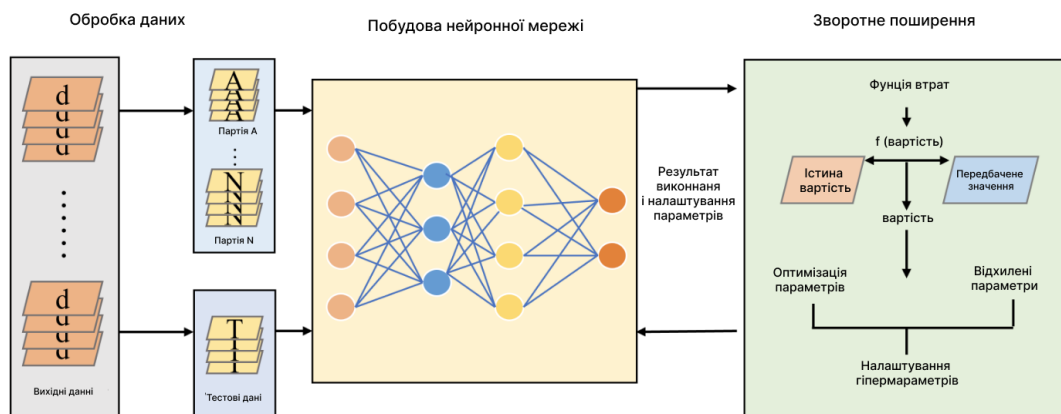 Обробка даних
Побудова нейронної мережі
Зворотне поширення
d
d
d
d
d
d
d
d
Вихідні данні
A
A
A
A
Партія А
N
N
N
N
Партія N
T
T
T
T
'Тестові дані
Результат
виконнаня
і налаштування
параметрів
Фунція втрат
f (вартість)
Істина
вартість
Передбачене
значення
вартість
Оптимізація
параметрів
Відхилені
параметри
Налаштування
гіпермараметрів